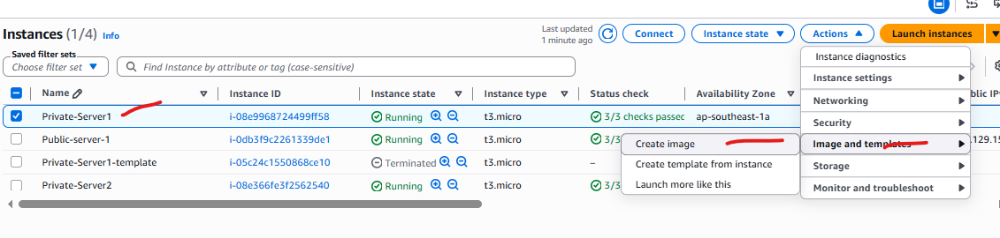 Instances (1/4) Info
Last updated
1 minute ago
Connect
Instance state
Actions
Launch instances
Saved filter sets
Choose filter set
Find Instance by attribute or tag (case-sensitive)
Name Instance ID Instance state Instance type Status check Availability Zone
Private-Server1 i-08e9968724499ff58 Running t3.micro 3/3 checks passed ap-southeast-1a
Public-server-1 i-0db3f9c2261339de1 Running t3.micro 3/3
Private-Server1-template i-05c24c1550868ce10 Terminated t3.micro –
Private-Server2 i-08e366fe3f2562540 Running t3.micro 3/3
Instance diagnostics
Instance settings
Networking
Security
Image and templates
Storage
Monitor and troubleshoot
Create image
Create template from instance
Launch more like this